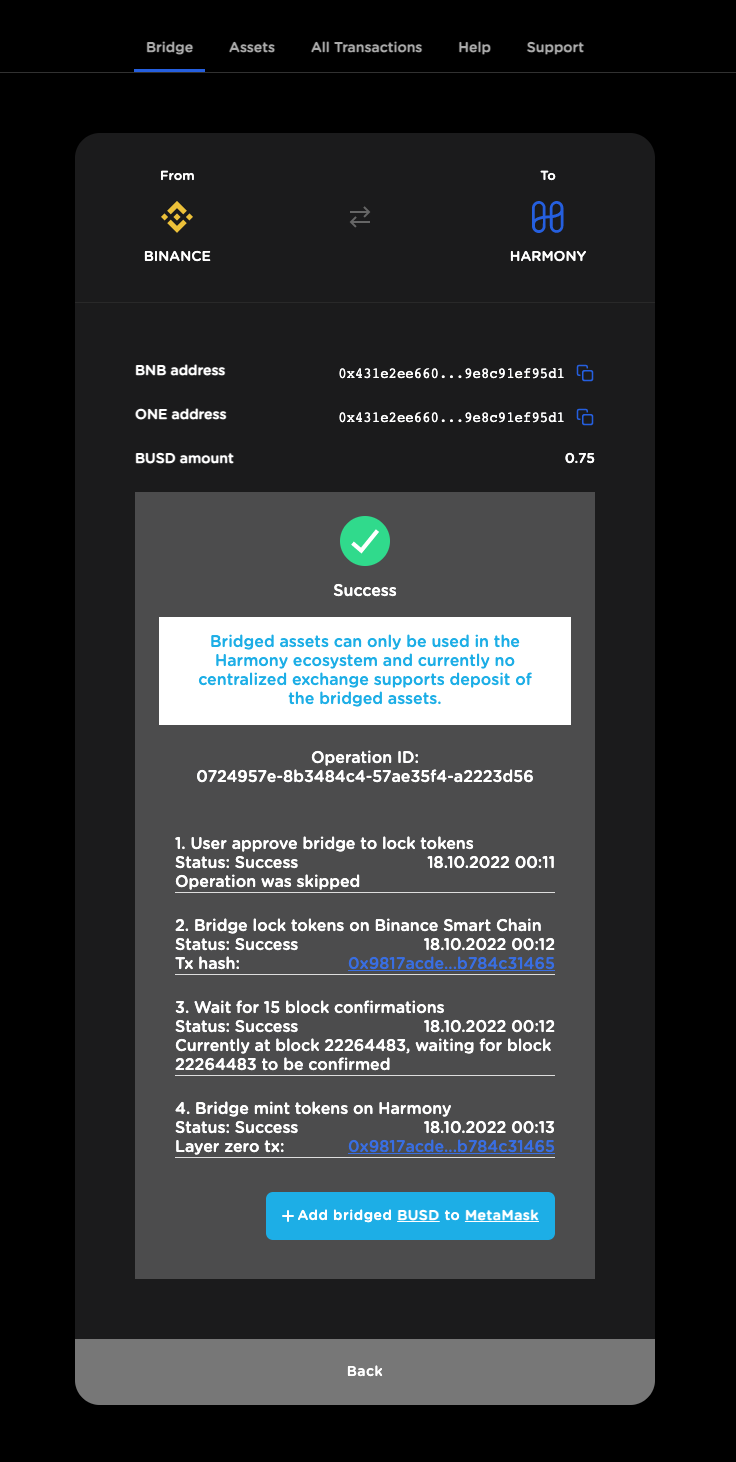 Bridge Assets All Transactions Help Support
From To
BINANCE HARMONY
BNB address 0x431e2ee660...9e8c91ef95d1
ONE address 0x431e2ee660...9e8c91ef95d1
BUSD amount 0.75
Success
Bridged assets can only be used in the
Harmony ecosystem and currently no
centralized exchange supports deposit of
the bridged assets.
Operation ID:
0724957e-8b3484c4-57ae35f4-a2223d56
1. User approve bridge to lock tokens
Status: Success 18.10.2022 00:11
Operation was skipped
2. Bridge lock tokens on Binance Smart Chain
Status: Success 18.10.2022 00:12
Tx hash: 0x9817acde...b784c31465
3. Wait for 15 block confirmations
Status: Success 18.10.2022 00:12
Currently at block 22264483, waiting for block
22264483 to be confirmed
4. Bridge mint tokens on Harmony
Status: Success 18.10.2022 00:13
Layer zero tx: 0x9817acde...b784c31465
+ Add bridged BUSD to MetaMask
Back